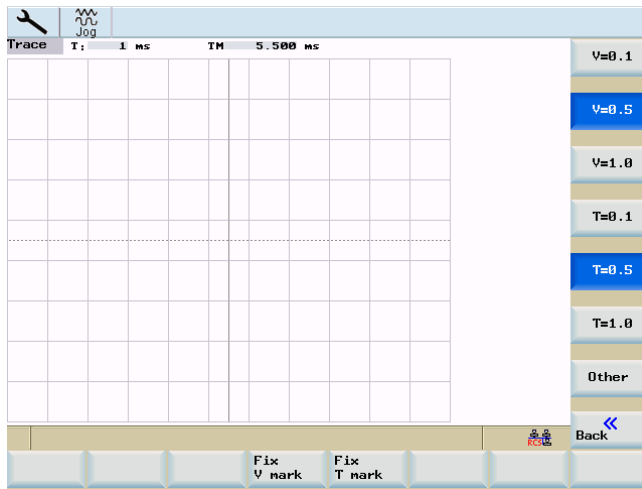 Jog
Trace T: 1 ms TM 5.500 ms
V=0.1
V=0.5
V=1.0
T=0.1
T=0.5
T=1.0
Other
Back
RCS
Fix
V mark
Fix
T mark